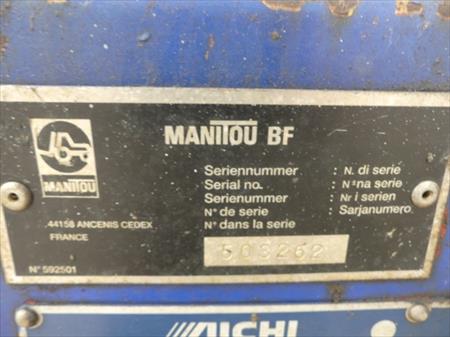 MANITOU BF
MANITOU
44158 ANCENIS CEDEX
FRANCE
N° 592501
Seriennummer : N. di serie
Serial no. : N°na serie
Serienummer : Nr i serien
N° de serie : Sarjanumero
N° dans la serie
503262
AICHI